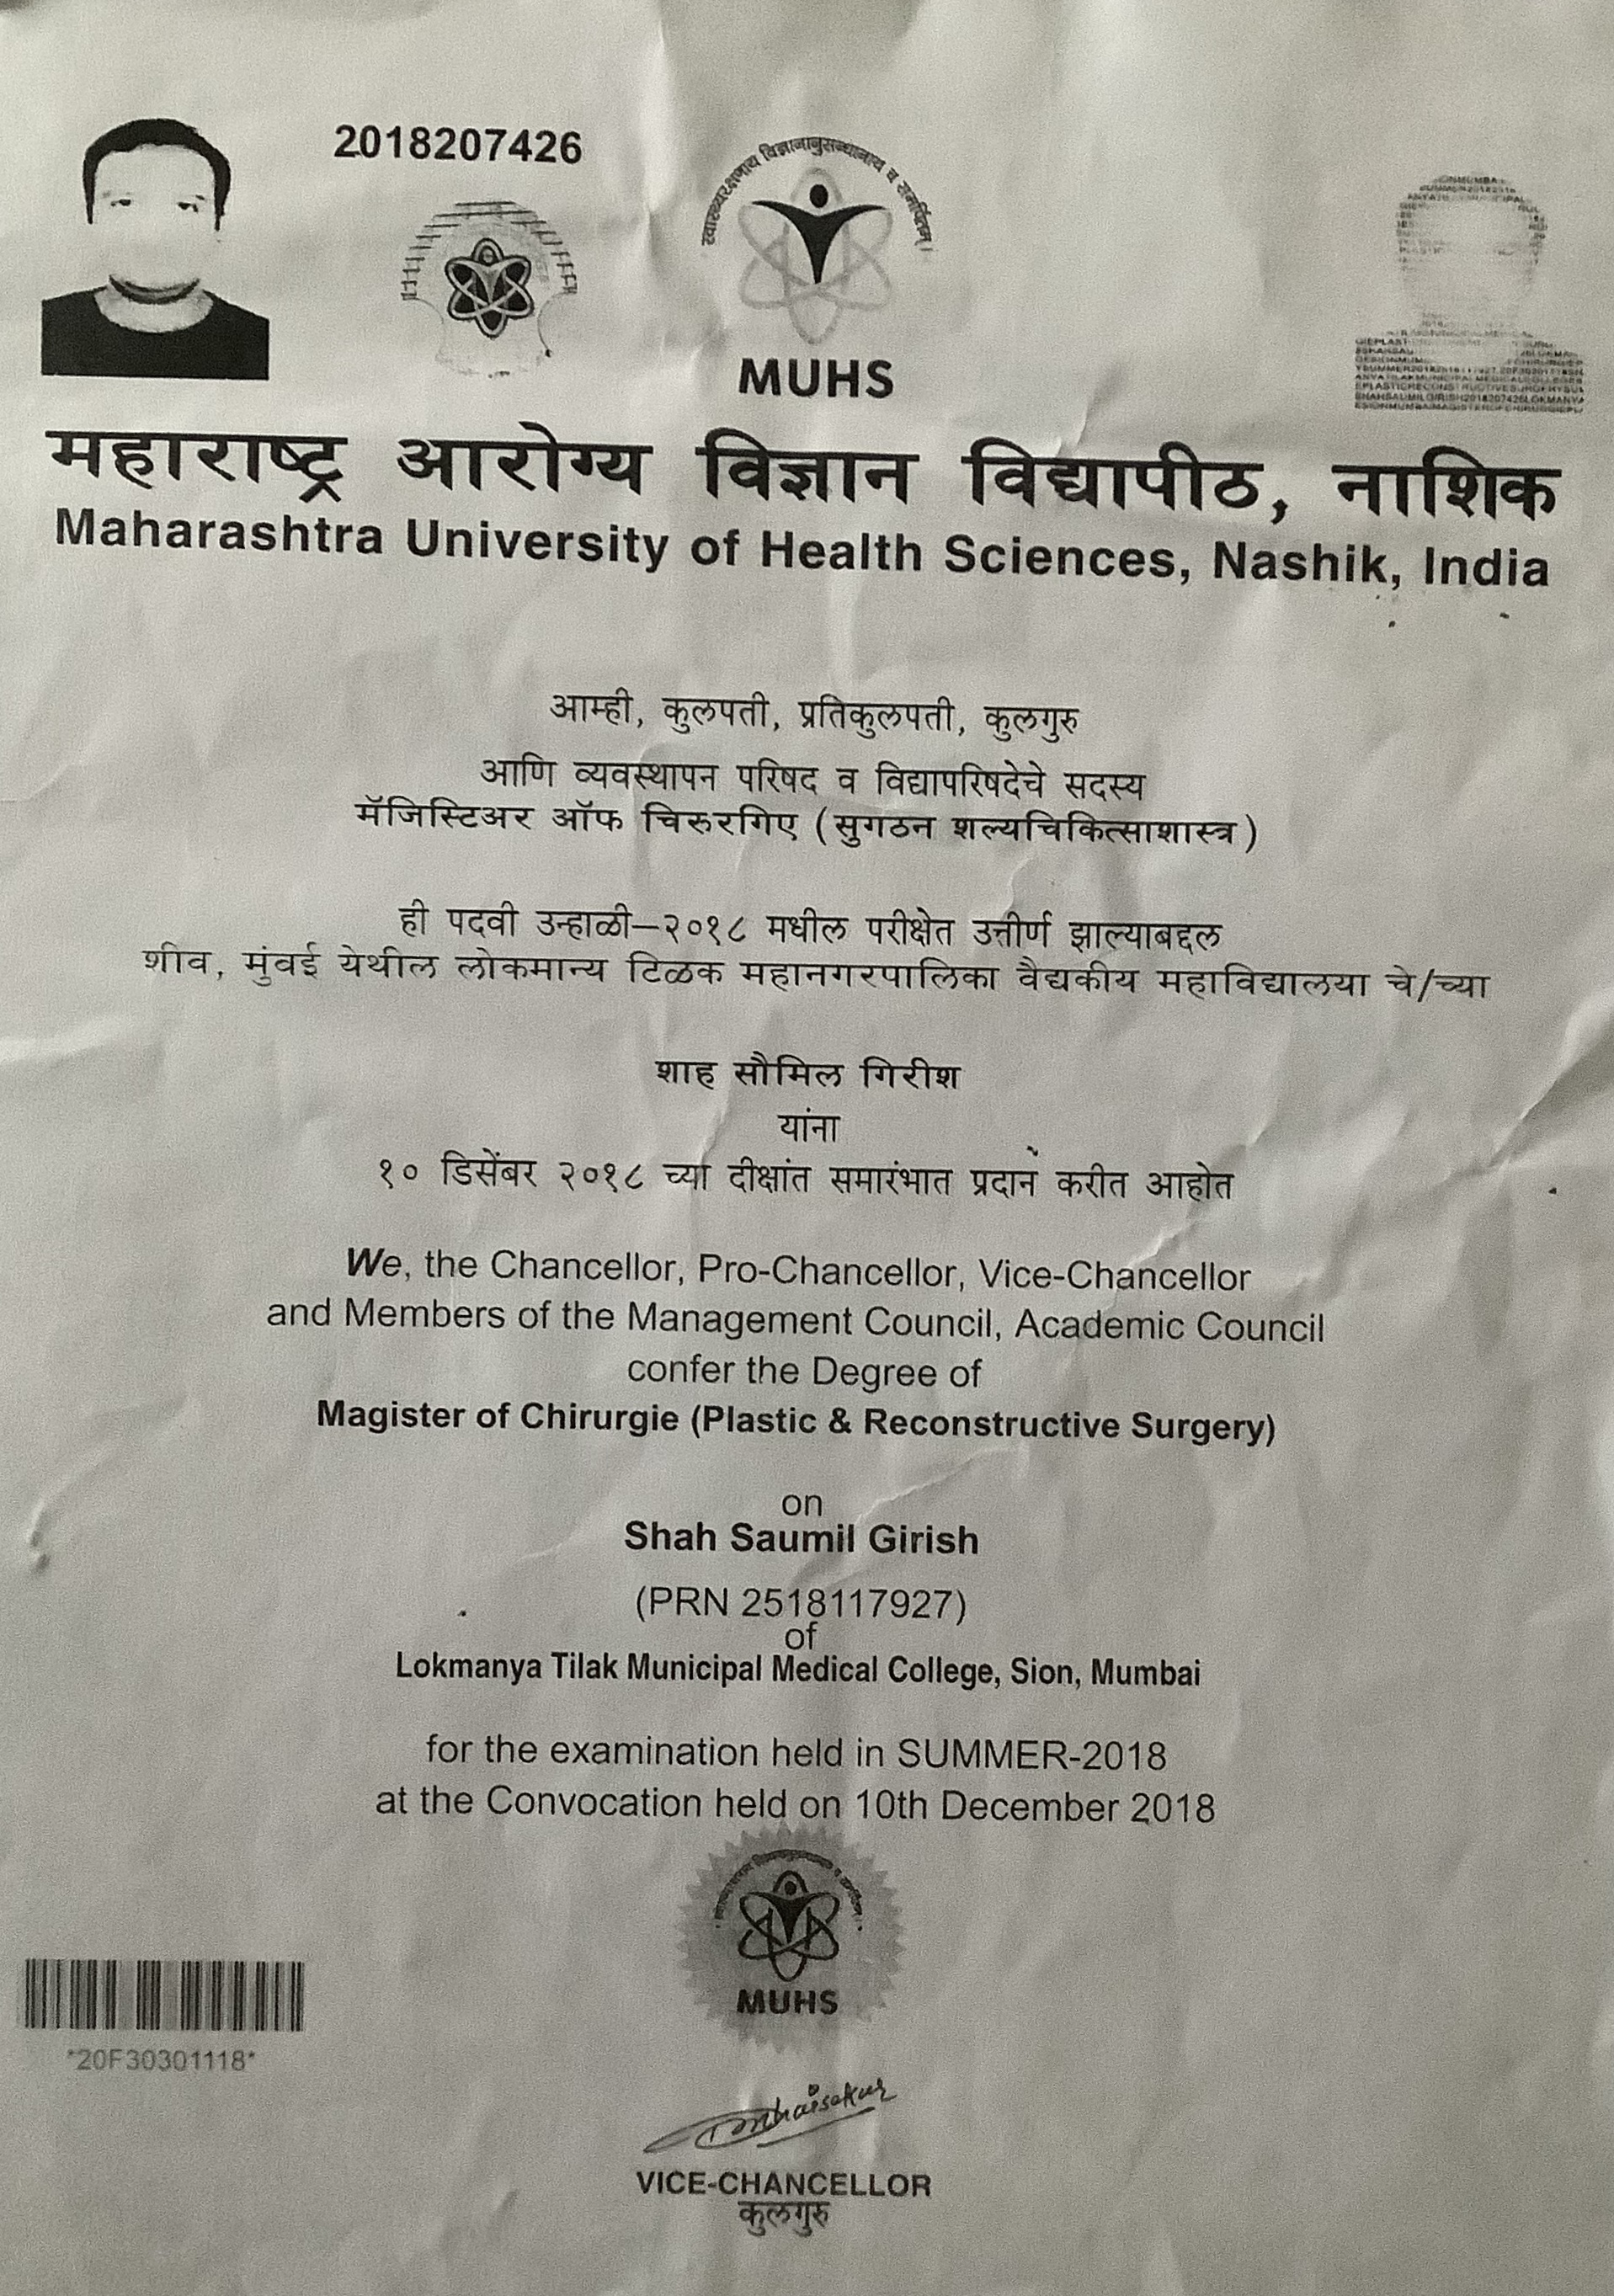 2018207426
स्वास्थ्यरक्षणाय विज्ञानानुसन्धानाय च समर्पितम्।
MUHS
महाराष्ट्र आरोग्य विज्ञान विद्यापीठ, नाशिक
Maharashtra University of Health Sciences, Nashik, India
आम्ही, कुलपती, प्रतिकुलपती, कुलगुरु
आणि व्यवस्थापन परिषद व विद्यापरिषदेचे सदस्य
मॅजिस्टिअर ऑफ चिरुरगिए (सुगठन शल्यचिकित्साशास्त्र)
ही पदवी उन्हाळी–२०१८ मधील परीक्षेत उत्तीर्ण झाल्याबद्दल
शीव, मुंबई येथील लोकमान्य टिळक महानगरपालिका वैद्यकीय महाविद्यालया चे/च्या
शाह सौमिल गिरीश
यांना
१० डिसेंबर २०१८ च्या दीक्षांत समारंभात प्रदान करीत आहोत
We, the Chancellor, Pro-Chancellor, Vice-Chancellor
and Members of the Management Council, Academic Council
confer the Degree of
Magister of Chirurgie (Plastic & Reconstructive Surgery)
on
Shah Saumil Girish
(PRN 2518117927)
of
Lokmanya Tilak Municipal Medical College, Sion, Mumbai
for the examination held in SUMMER-2018
at the Convocation held on 10th December 2018
MUHS
*20F30301118*
VICE-CHANCELLOR
कुलगुरु